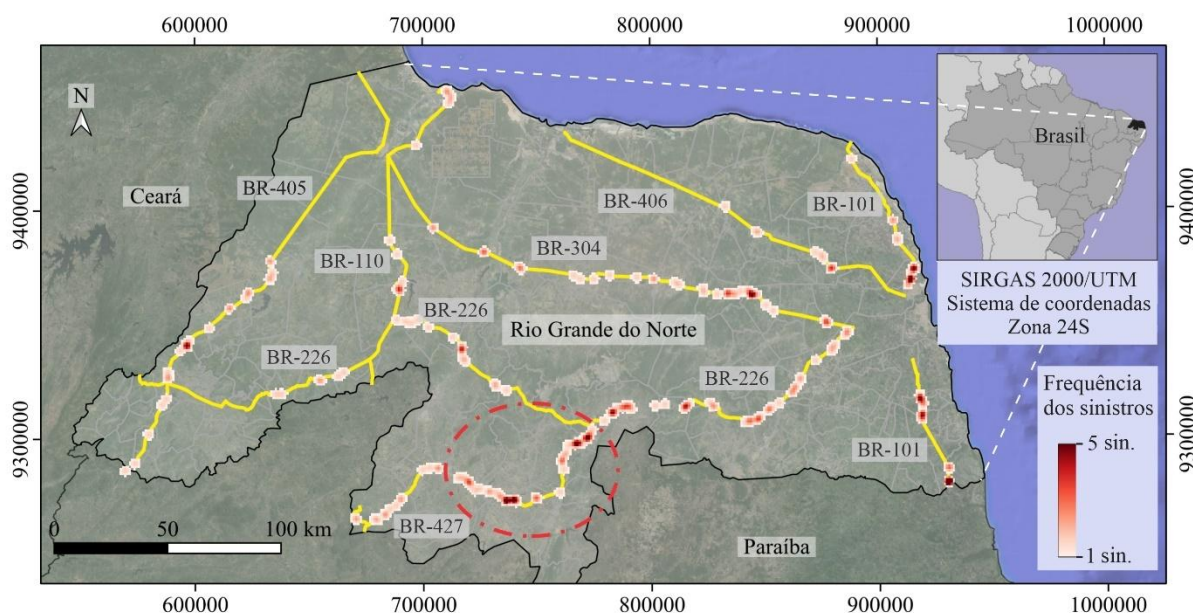 600000
700000
800000
900000
1000000
N
Brasil
Ceará
BR-405
BR-406
BR-101
9400000
9400000
BR-304
BR-110
SIRGAS 2000/UTM
Sistema de coordenadas
Zona 24S
BR-226
Rio Grande do Norte
BR-226
BR-226
Frequência
dos sinistros
5 sin.
1 sin.
9300000
9300000
BR-101
0
50
100 km
BR-427
Paraíba
600000
700000
800000
900000
1000000